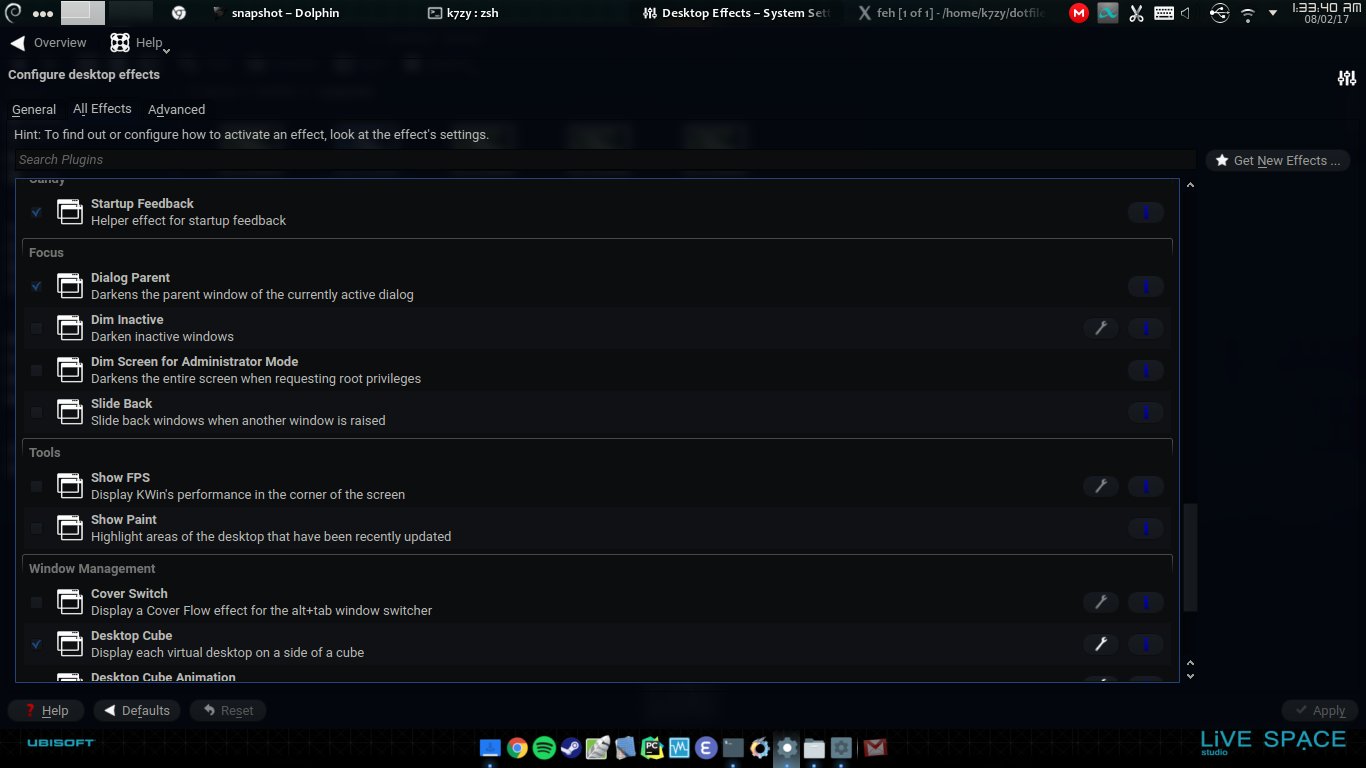 snapshot – Dolphin
k7zy : zsh
Desktop Effects – System Sett
feh [1 of 1] - /home/k7zy/dotfile
1:33:40 AM
08/02/17
Overview
Help
Configure desktop effects
General All Effects Advanced
Hint: To find out or configure how to activate an effect, look at the effect's settings.
Search Plugins
Get New Effects ...
Candy
Startup Feedback
Helper effect for startup feedback
Focus
Dialog Parent
Darkens the parent window of the currently active dialog
Dim Inactive
Darken inactive windows
Dim Screen for Administrator Mode
Darkens the entire screen when requesting root privileges
Slide Back
Slide back windows when another window is raised
Tools
Show FPS
Display KWin's performance in the corner of the screen
Show Paint
Highlight areas of the desktop that have been recently updated
Window Management
Cover Switch
Display a Cover Flow effect for the alt+tab window switcher
Desktop Cube
Display each virtual desktop on a side of a cube
Desktop Cube Animation
Help Defaults Reset Apply
UBISOFT
LiVE SPACE
studio